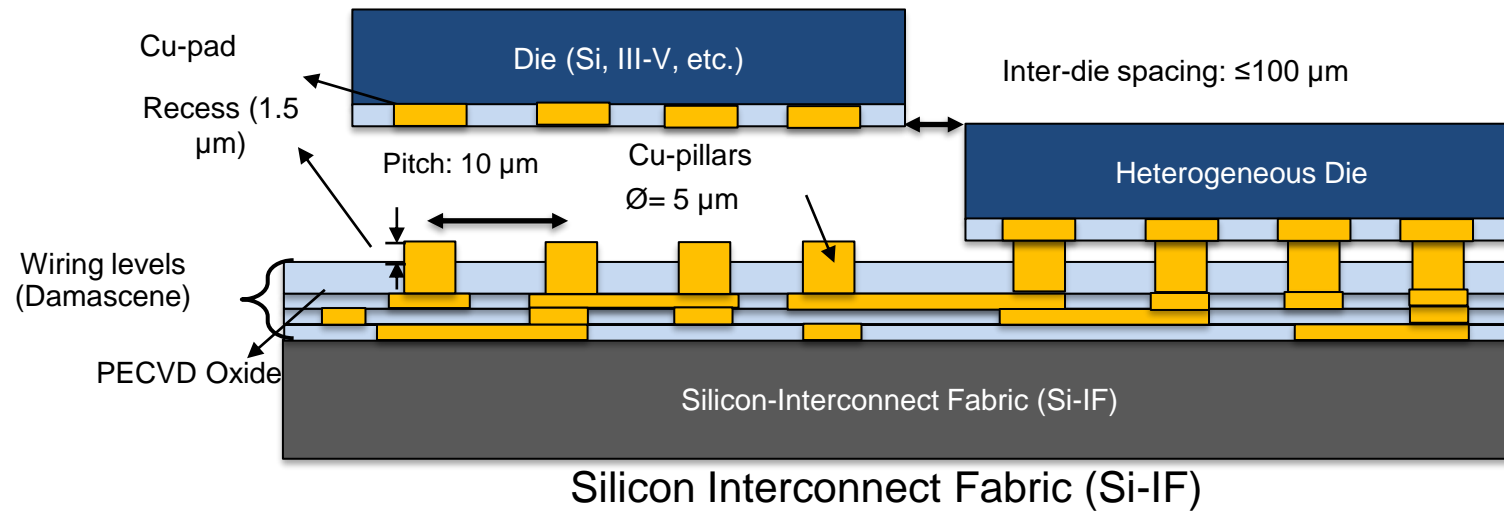 Cu-pad
Die (Si, III-V, etc.)
Inter-die spacing: ≤100 µm
Recess (1.5
µm)
Pitch: 10 µm
Cu-pillars
Ø= 5 µm
Heterogeneous Die
Wiring levels
(Damascene)
PECVD Oxide
Silicon-Interconnect Fabric (Si-IF)
Silicon Interconnect Fabric (Si-IF)